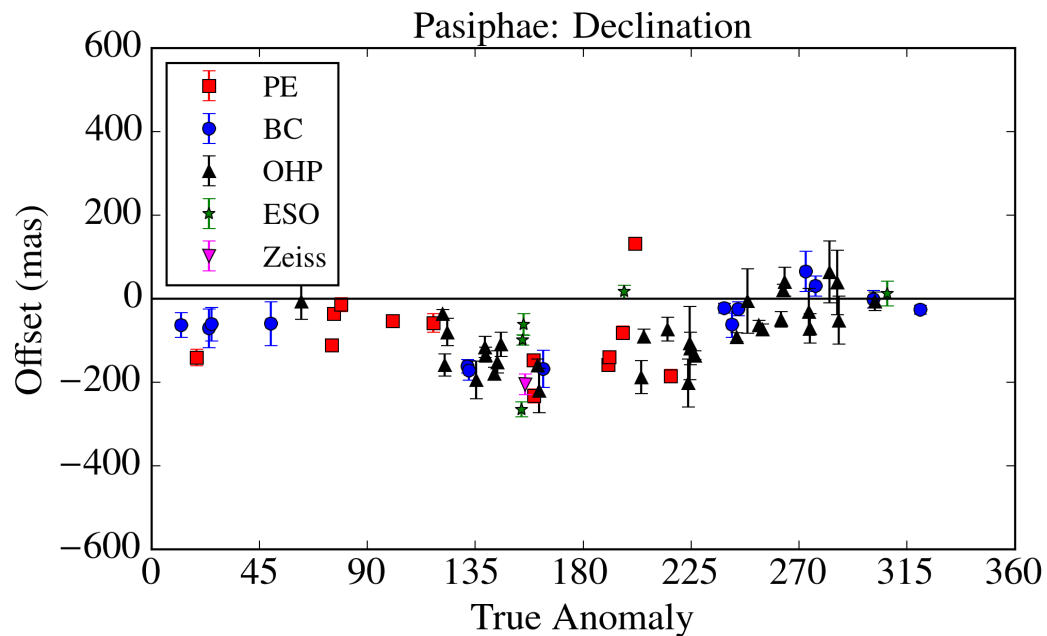 Pasiphae: Declination
600
400
200
0
−200
−400
−600
Offset (mas)
PE
BC
OHP
ESO
Zeiss
0 45 90 135 180 225 270 315 360
True Anomaly